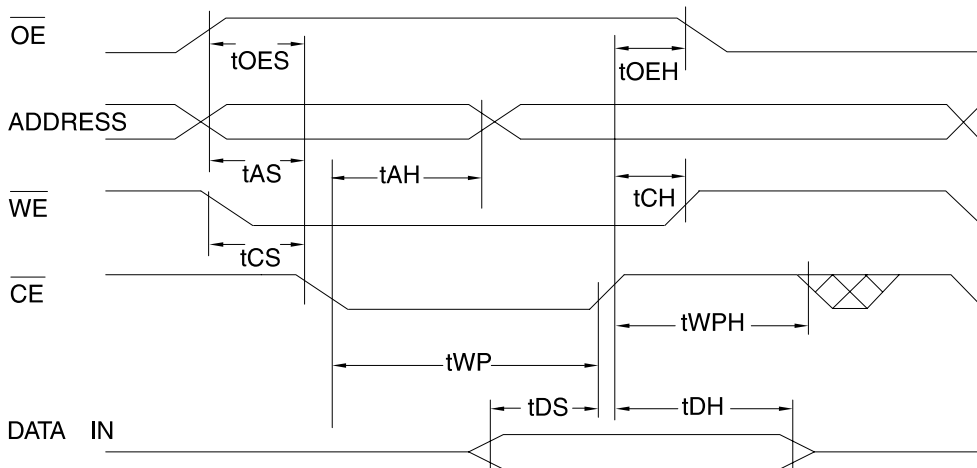 OE
tOES
tOEH
ADDRESS
tAS
tAH
WE
tCH
tCS
CE
tWPH
tWP
tDS
tDH
DATA IN